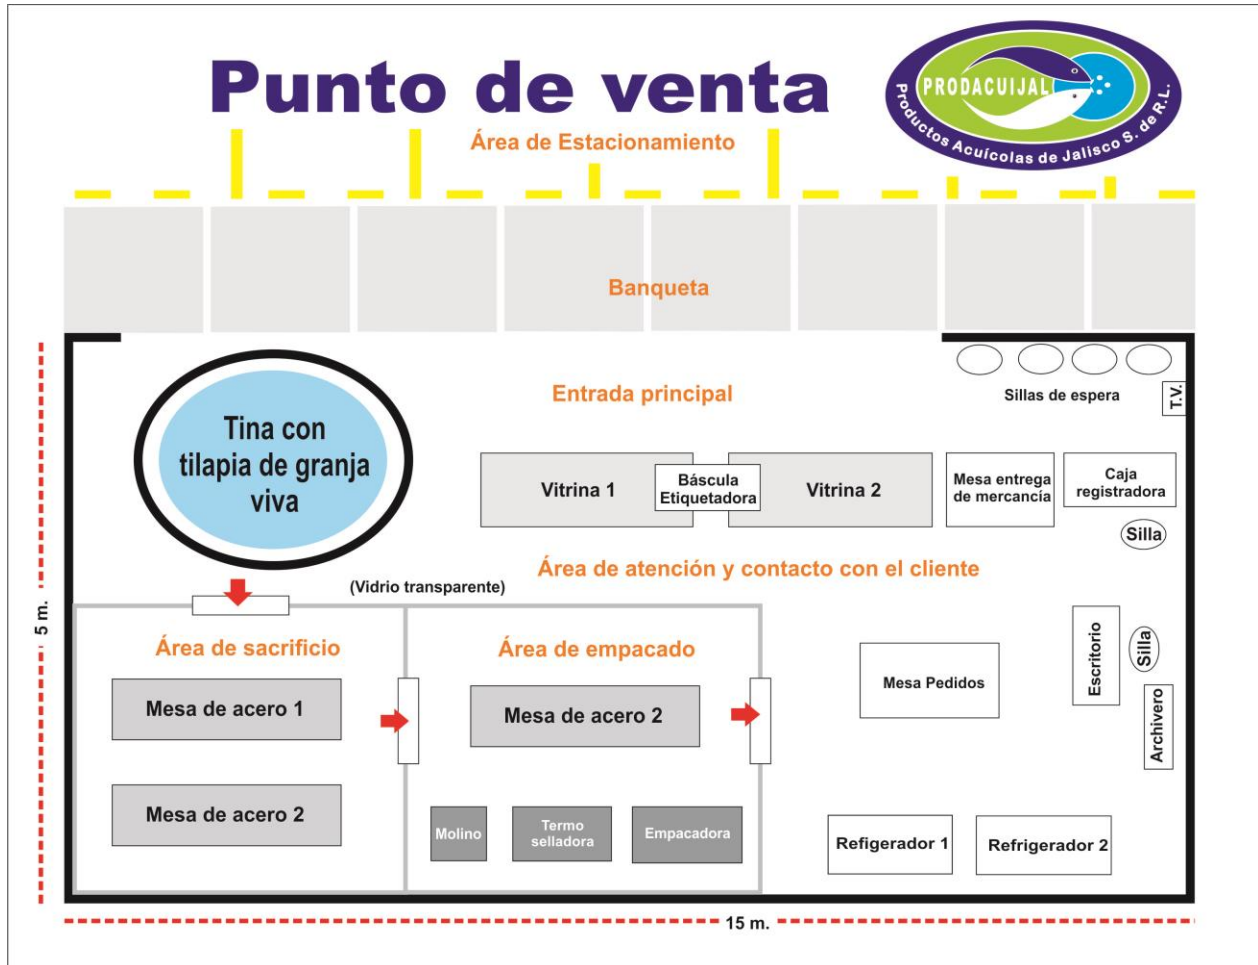 Punto de venta
PRODACUIJAL
Productos Acuícolas de Jalisco S. de R.L.
Área de Estacionamiento
Banqueta
Entrada principal
Sillas de espera
T.V.
Tina con
tilapia de granja
viva
Vitrina 1
Báscula
Etiquetadora
Vitrina 2
Mesa entrega
de mercancía
Caja
registradora
Silla
Área de atención y contacto con el cliente
(Vidrio transparente)
5 m.
Área de sacrificio
Área de empacado
Mesa de acero 1
Mesa de acero 2
Mesa Pedidos
Escritorio
Silla
Archivero
Mesa de acero 2
Molino
Termo
selladora
Empacadora
Refigerador 1
Refrigerador 2
15 m.